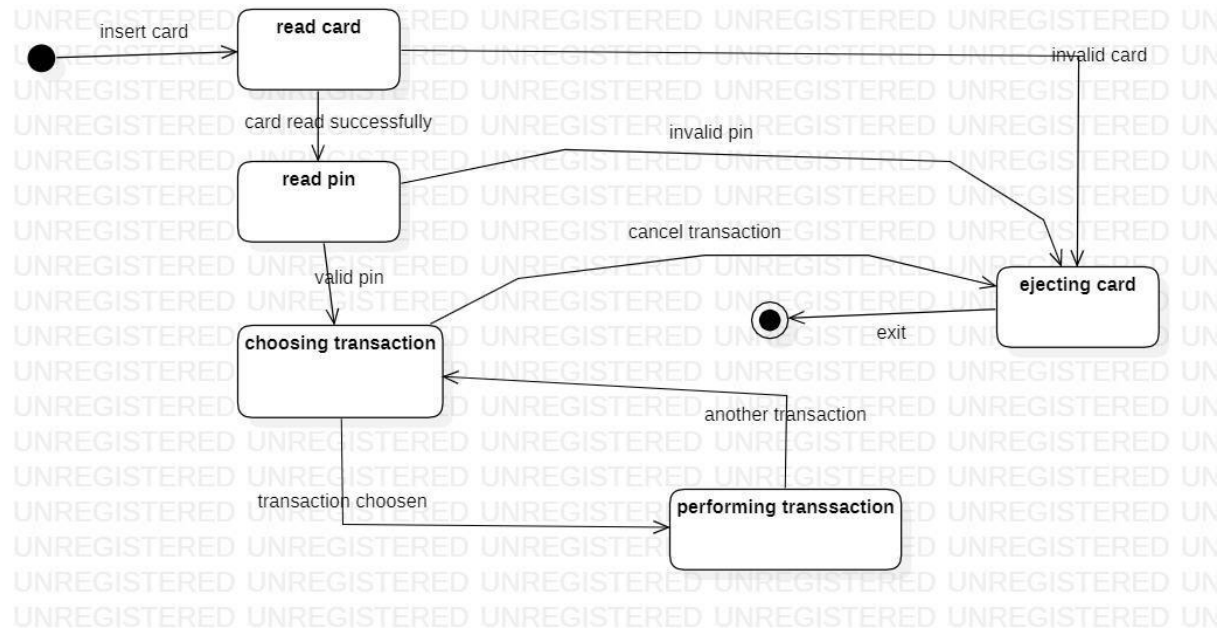 insert card
read card
invalid card
card read successfully
invalid pin
read pin
cancel transaction
valid pin
ejecting card
exit
choosing transaction
another transaction
transaction choosen
performing transsaction
UNREGISTERED